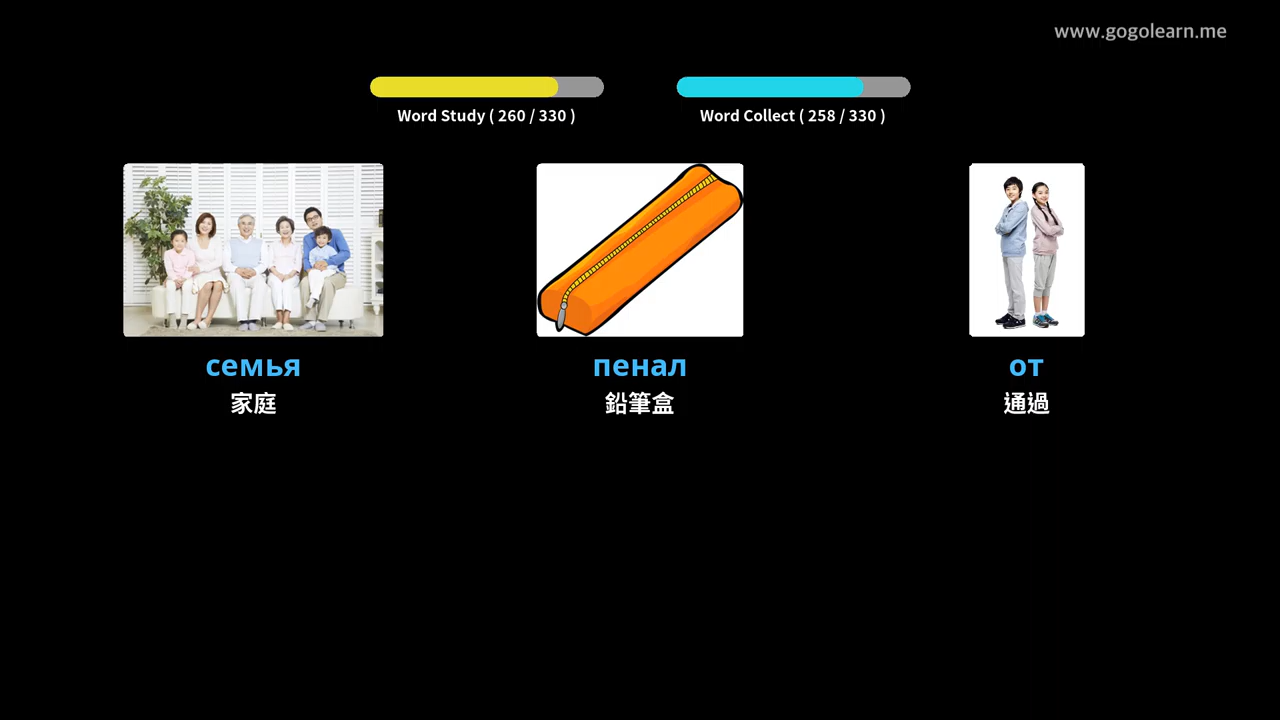 www.gogolearn.me
Word Study ( 260 / 330 )
Word Collect ( 258 / 330 )
семья
家庭
пенал
鉛筆盒
от
通過